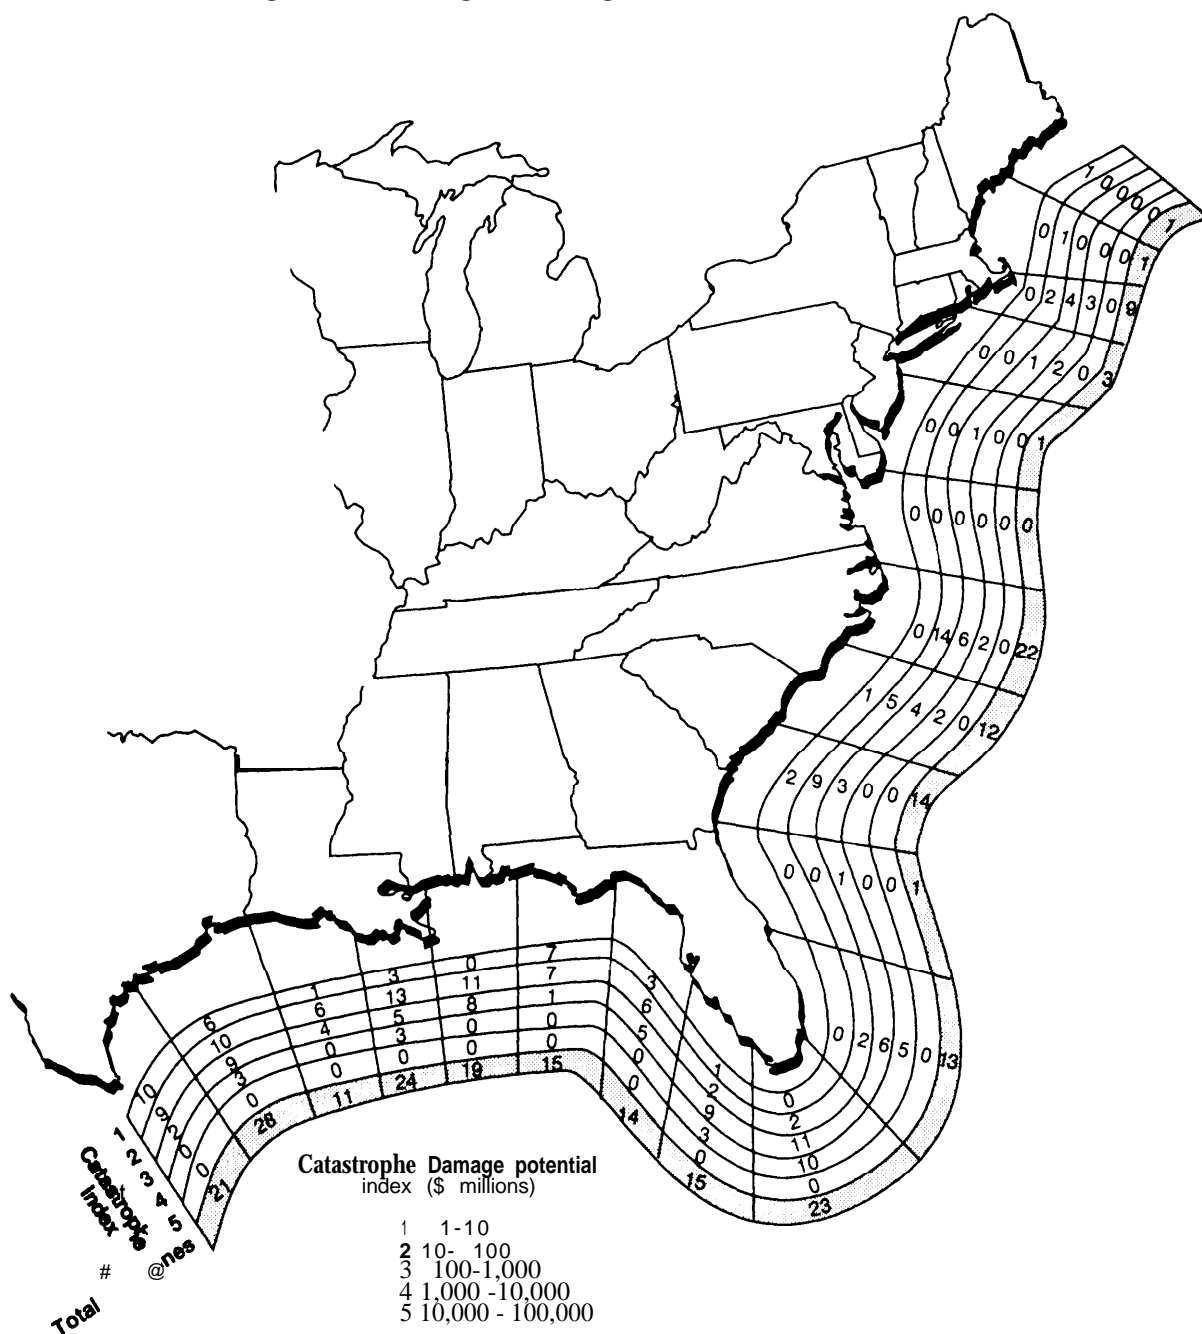 1 0 0 0 0 1
0 1 0 0 0 1
0 2 4 3 0 9
0 0 1 2 0 3
0 0 1 0 0 1
0 0 0 0 0 0
0 14 6 2 0 22
1 5 4 2 0 12
2 9 3 0 0 14
0 0 1 0 0 1
0 2 6 5 0 13
0 2 11 10 0 23
1 2 9 3 0 15
3 6 5 0 0 14
7 7 1 0 0 15
0 11 8 0 0 19
3 13 5 3 0 24
1 6 4 0 0 11
6 10 9 3 0 28
10 9 2 0 0 21
1 2 3 4 5
Catastrophe
index
# @nes
Total
Catastrophe Damage potential
index ($ millions)
1 1-10
2 10- 100
3 100-1,000
4 1,000 -10,000
5 10,000 - 100,000